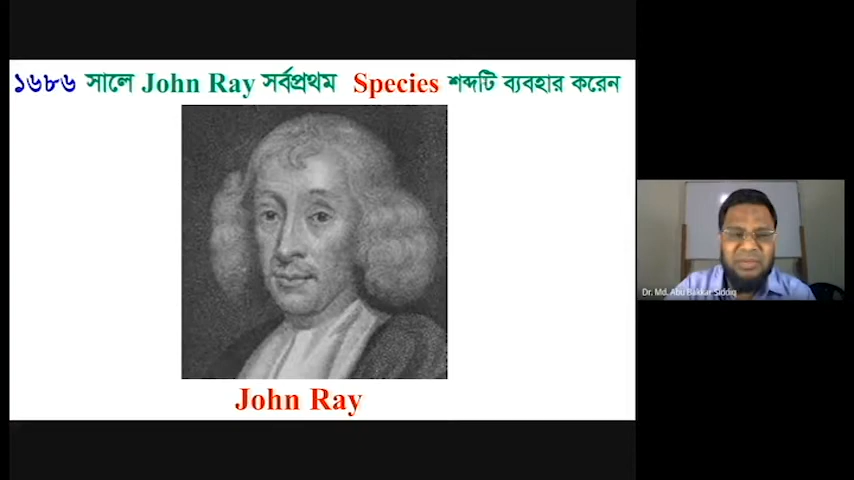 ১৬৮৬ সালে John Ray সর্বপ্রথম Species শব্দটি ব্যবহার করেন
John Ray
Dr. Md. Abu Bakkar Siddiq